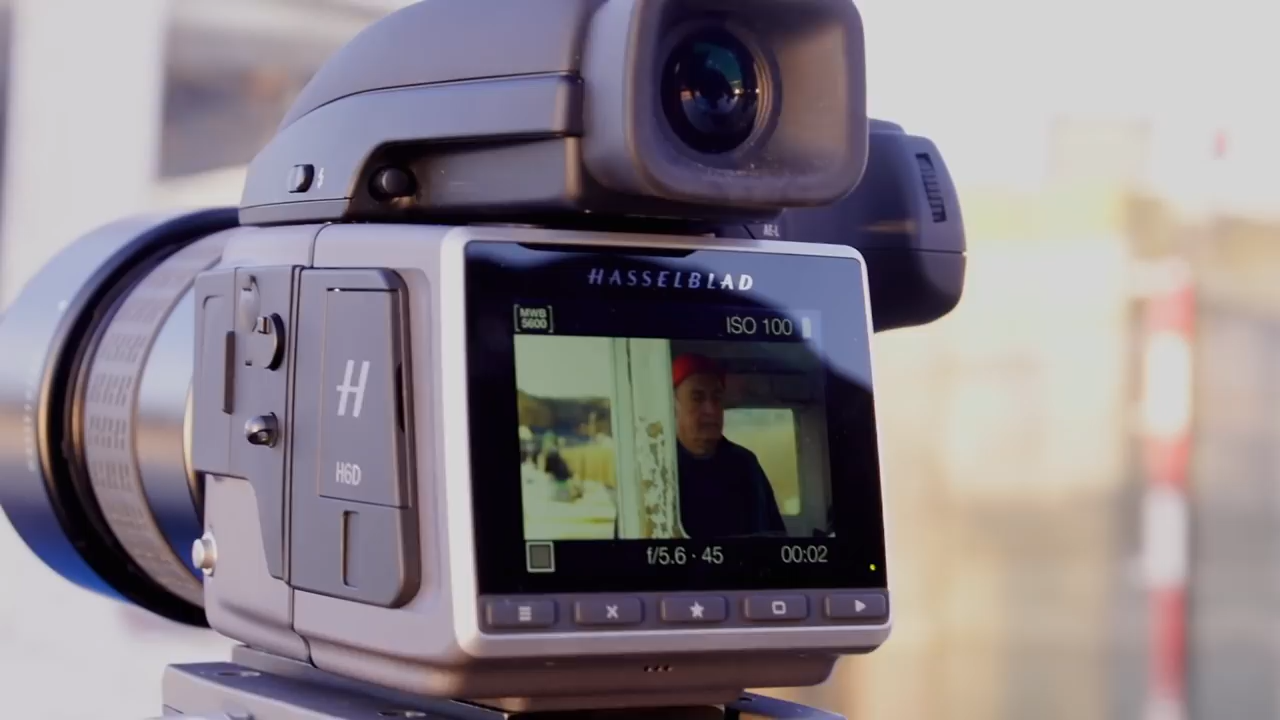 AE-L
HASSELBLAD
MWB
5600
ISO 100
H
H6D
f/5.6 · 45
00:02